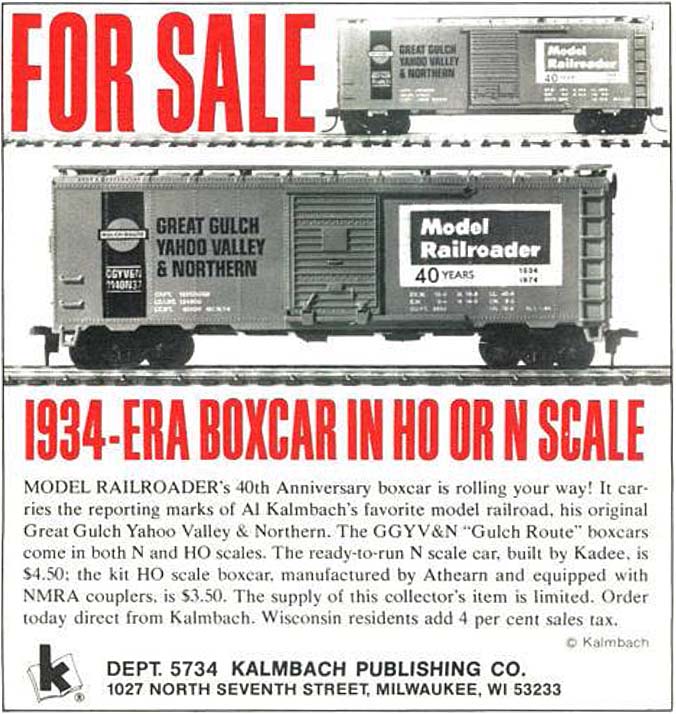 FOR SALE
GREAT GULCH
YAHOO VALLEY
& NORTHERN
Model
Railroader
40 YEARS
GREAT GULCH
YAHOO VALLEY
& NORTHERN
GULCH ROUTE
GGYV&N
1140N37
Model
Railroader
40 YEARS 1934
1974
1934-ERA BOXCAR IN HO OR N SCALE
MODEL RAILROADER's 40th Anniversary boxcar is rolling your way! It car-
ries the reporting marks of Al Kalmbach's favorite model railroad, his original
Great Gulch Yahoo Valley & Northern. The GGYV&N “Gulch Route” boxcars
come in both N and HO scales. The ready-to-run N scale car, built by Kadee, is
$4.50; the kit HO scale boxcar, manufactured by Athearn and equipped with
NMRA couplers, is $3.50. The supply of this collector's item is limited. Order
today direct from Kalmbach. Wisconsin residents add 4 per cent sales tax.
© Kalmbach
k ®
DEPT. 5734 KALMBACH PUBLISHING CO.
1027 NORTH SEVENTH STREET, MILWAUKEE, WI 53233